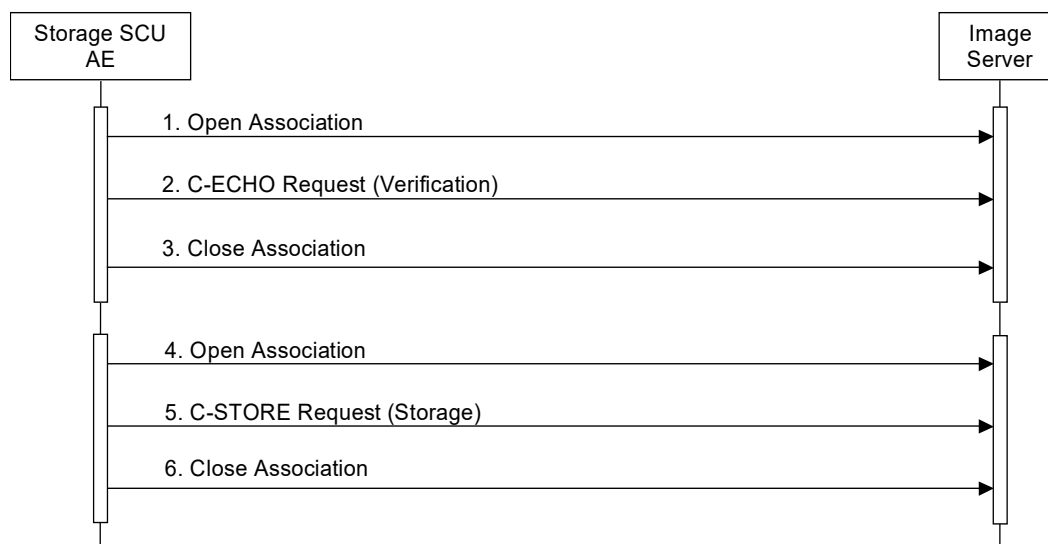 Storage SCU
AE
Image
Server
1. Open Association
2. C-ECHO Request (Verification)
3. Close Association
4. Open Association
5. C-STORE Request (Storage)
6. Close Association